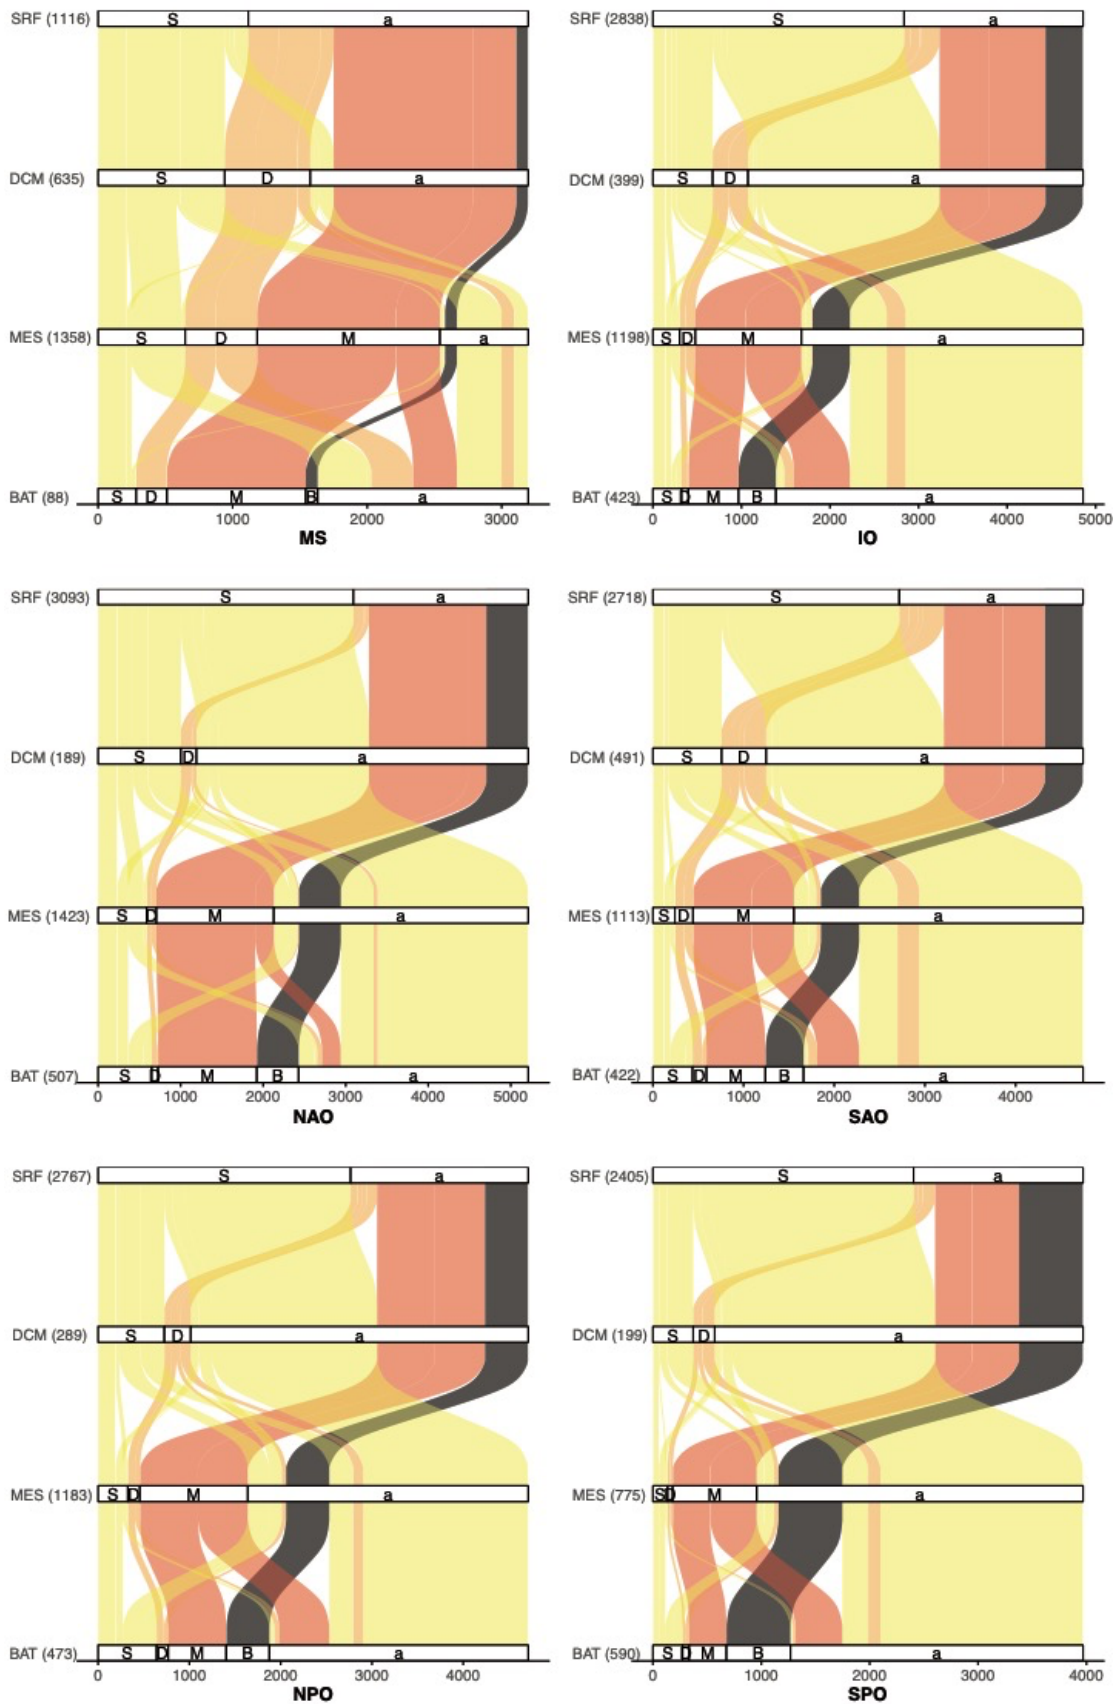 SRF (1116) S a
DCM (635) S D a
MES (1358) S D M a
BAT (88) S D M B a
0 1000 2000 3000
MS
SRF (2838) S a
DCM (399) S D a
MES (1198) S D M a
BAT (423) S D M B a
0 1000 2000 3000 4000 5000
IO
SRF (3093) S a
DCM (189) S D a
MES (1423) S D M a
BAT (507) S D M B a
0 1000 2000 3000 4000 5000
NAO
SRF (2718) S a
DCM (491) S D a
MES (1113) S D M a
BAT (422) S D M B a
0 1000 2000 3000 4000
SAO
SRF (2767) S a
DCM (289) S D a
MES (1183) S D M a
BAT (473) S D M B a
0 1000 2000 3000 4000
NPO
SRF (2405) S a
DCM (199) S D a
MES (775) S D M a
BAT (590) S D M B a
0 1000 2000 3000 4000
SPO